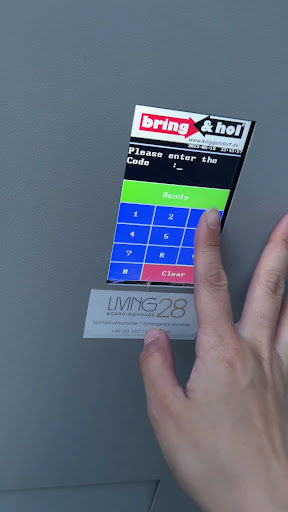 bring & hol
Please enter the
Code :_
Ready
1 2
4 5
7 8
0 Clear
LIVING 28
BOARDINGHOUSE